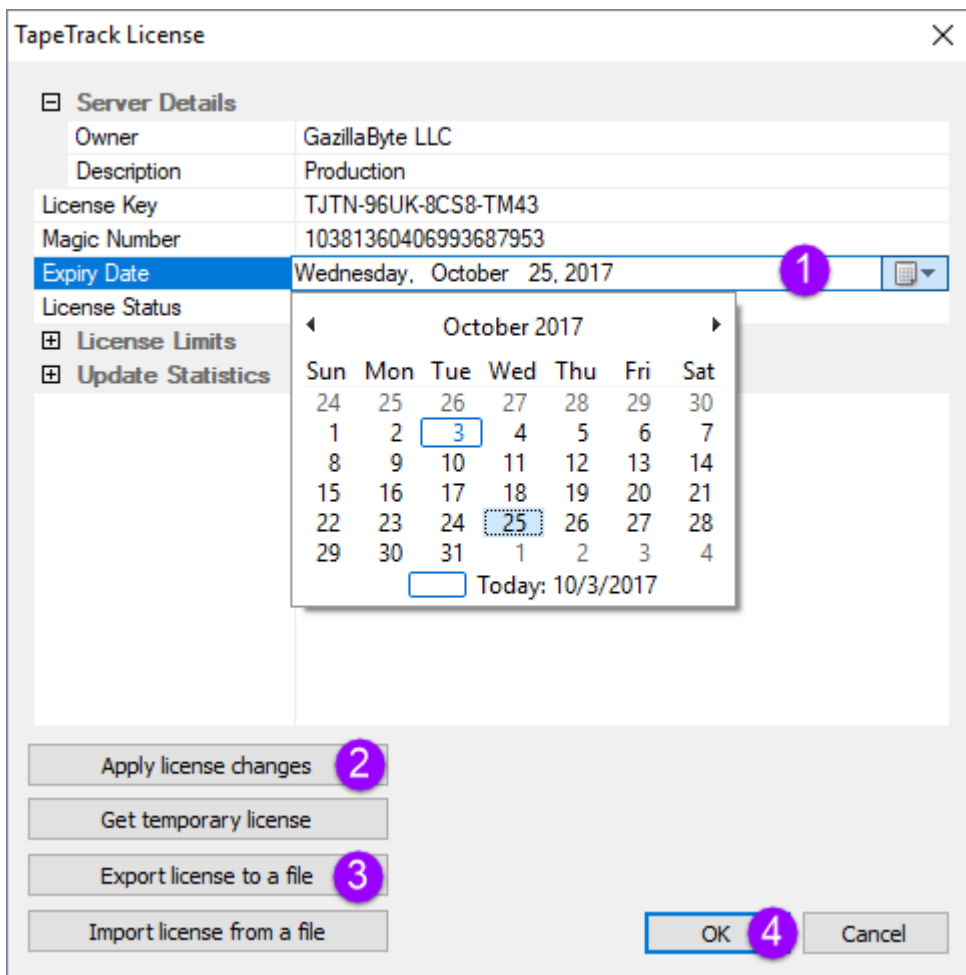 TapeTrack License
Server Details
Owner GazillaByte LLC
Description Production
License Key TJTN-96UK-8CS8-TM43
Magic Number 10381360406993687953
Expiry Date Wednesday, October 25, 2017 1
License Status
License Limits
Update Statistics
October 2017
Sun Mon Tue Wed Thu Fri Sat
24 25 26 27 28 29 30
1 2 3 4 5 6 7
8 9 10 11 12 13 14
15 16 17 18 19 20 21
22 23 24 25 26 27 28
29 30 31 1 2 3 4
Today: 10/3/2017
Apply license changes 2
Get temporary license
Export license to a file 3
Import license from a file
OK 4 Cancel